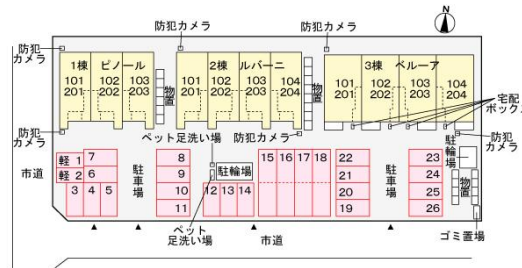 N
防犯カメラ
防犯カメラ
防犯
カメラ
1棟 ピノール
101
201
102
202
103
203
2棟 ルバーニ
101
201
102
202
103
203
104
204
3棟 ベルーア
101
201
102
202
103
203
104
204
物置
物置
宅配
ボックス
防犯
カメラ
ペット足洗い場
防犯カメラ
防犯
カメラ
駐輪場
物置
ゴミ置場
市道
軽 1
軽 2
7
6
3
4
5
駐車場
8
9
10
11
12
13
14
駐輪場
15
16
17
18
22
21
20
19
駐車場
23
24
25
26
ペット
足洗い場
市道